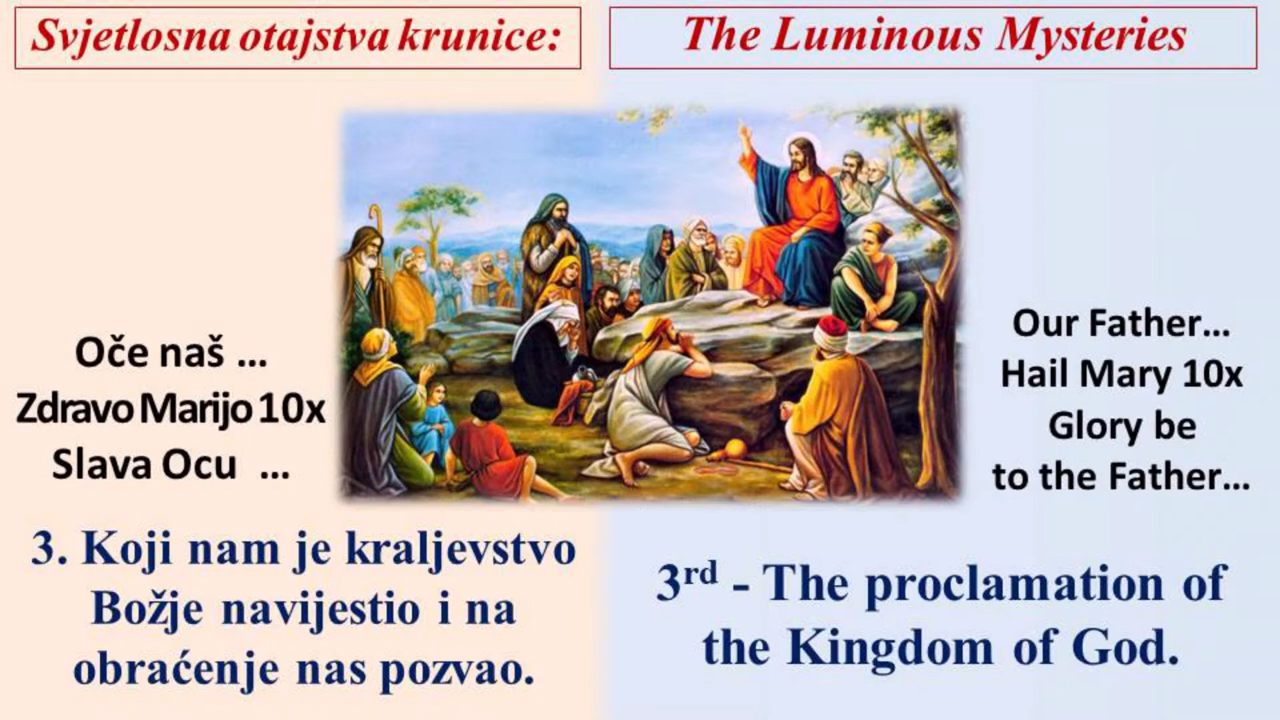 Svjetlosna otajstva krunice:
The Luminous Mysteries
Oče naš ...
Zdravo Marijo 10x
Slava Ocu ...
Our Father...
Hail Mary 10x
Glory be
to the Father...
3. Koji nam je kraljevstvo
Božje navijestio i na
obraćenje nas pozvao.
3rd - The proclamation of
the Kingdom of God.